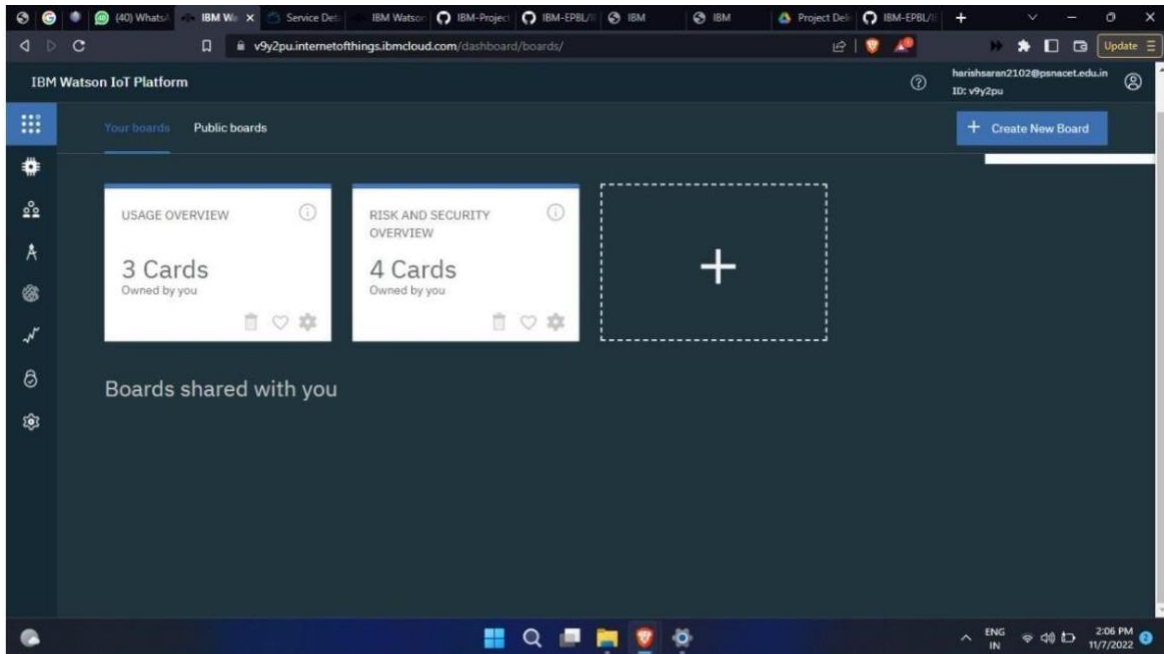 (40) Whats
IBM Wa
Service Det
IBM Watson
IBM-Project
IBM-EPBL/
IBM
IBM
Project Deli
IBM-EPBL/
v9y2pu.internetofthings.ibmcloud.com/dashboard/boards/
Update
IBM Watson IoT Platform
harishsaran2102@psnacet.edu.in
ID: v9y2pu
Your boards Public boards
+ Create New Board
USAGE OVERVIEW
3 Cards
Owned by you
RISK AND SECURITY
OVERVIEW
4 Cards
Owned by you
Boards shared with you
ENG
IN
2:06 PM
11/7/2022